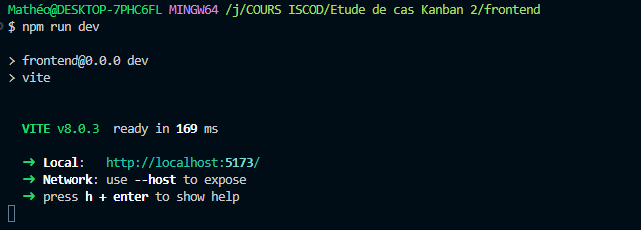 Mathéo@DESKTOP-7PHC6FL MINGW64 /j/COURS ISCOD/Etude de cas Kanban 2/frontend
$ npm run dev
> frontend@0.0.0 dev
> vite
VITE v8.0.3 ready in 169 ms
➜ Local: http://localhost:5173/
➜ Network: use --host to expose
➜ press h + enter to show help